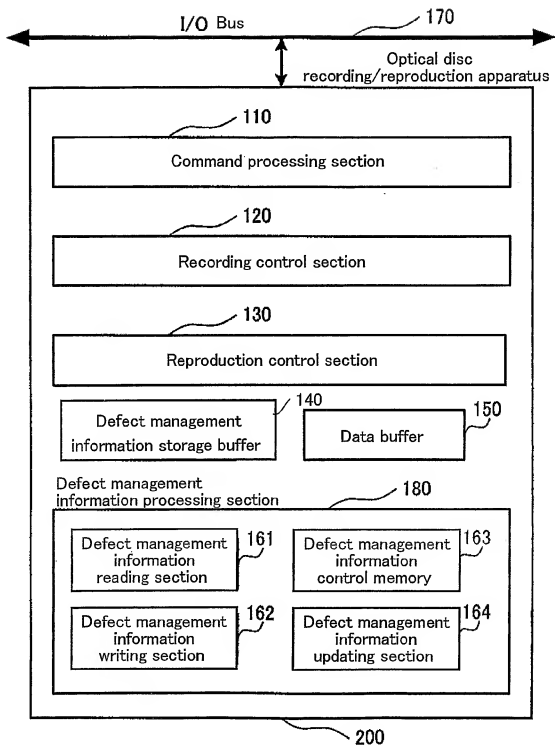 I/O Bus
170
Optical disc
recording/reproduction apparatus
110
Command processing section
120
Recording control section
130
Reproduction control section
140
Defect management
information storage buffer
150
Data buffer
Defect management
information processing section
180
Defect management
information
reading section
161
Defect management
information
control memory
163
Defect management
information
writing section
162
Defect management
information
updating section
164
200